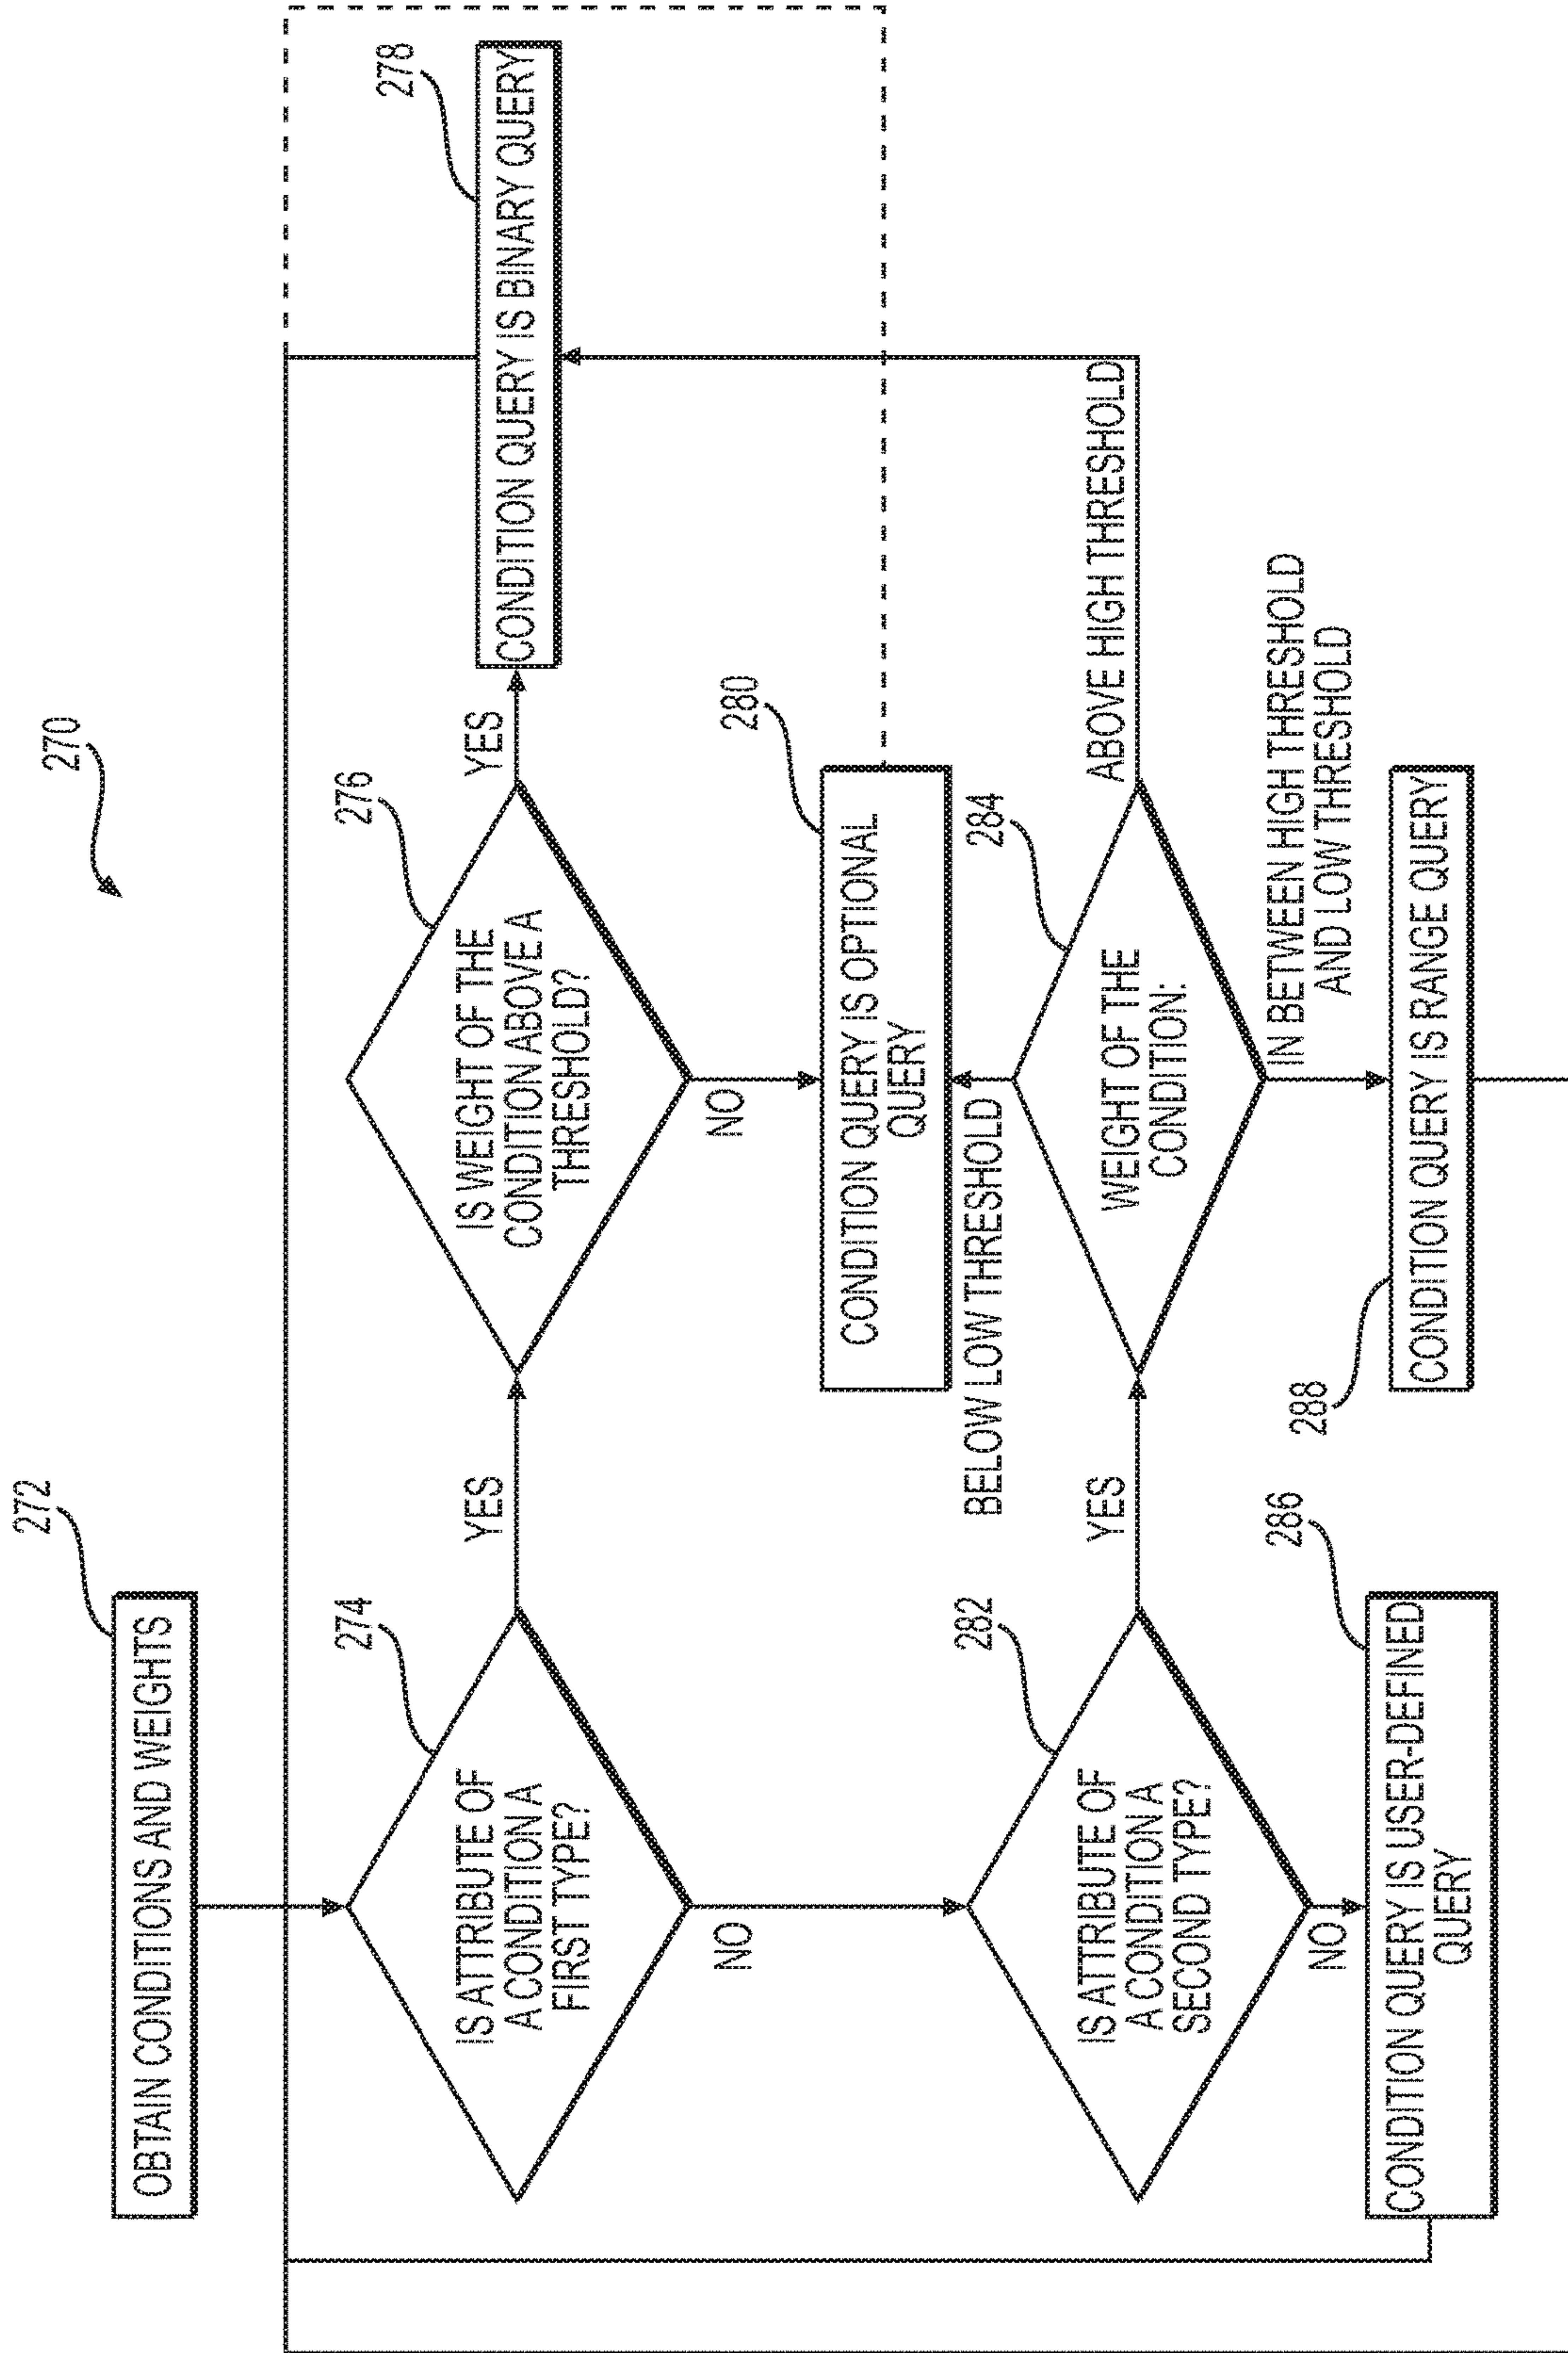 270
272
OBTAIN CONDITIONS AND WEIGHTS
274
IS ATTRIBUTE OF
A CONDITION A
FIRST TYPE?
YES
NO
276
IS WEIGHT OF THE
CONDITION ABOVE A
THRESHOLD?
YES
NO
278
CONDITION QUERY IS BINARY QUERY
280
CONDITION QUERY IS OPTIONAL
QUERY
282
IS ATTRIBUTE OF
A CONDITION A
SECOND TYPE?
YES
NO
BELOW LOW THRESHOLD
284
WEIGHT OF THE
CONDITION:
ABOVE HIGH THRESHOLD
IN BETWEEN HIGH THRESHOLD
AND LOW THRESHOLD
286
CONDITION QUERY IS USER-DEFINED
QUERY
288
CONDITION QUERY IS RANGE QUERY